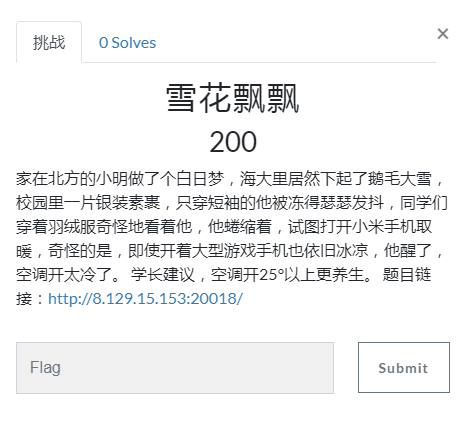 挑战
0 Solves
×
雪花飘飘
200
家在北方的小明做了个白日梦，海大里居然下起了鹅毛大雪，
校园里一片银装素裹，只穿短袖的他被冻得瑟瑟发抖，同学们
穿着羽绒服奇怪地看着他，他蜷缩着，试图打开小米手机取
暖，奇怪的是，即使开着大型游戏手机也依旧冰凉，他醒了，
空调开太冷了。 学长建议，空调开25°以上更养生。 题目链
接：http://8.129.15.153:20018/
Flag
Submit